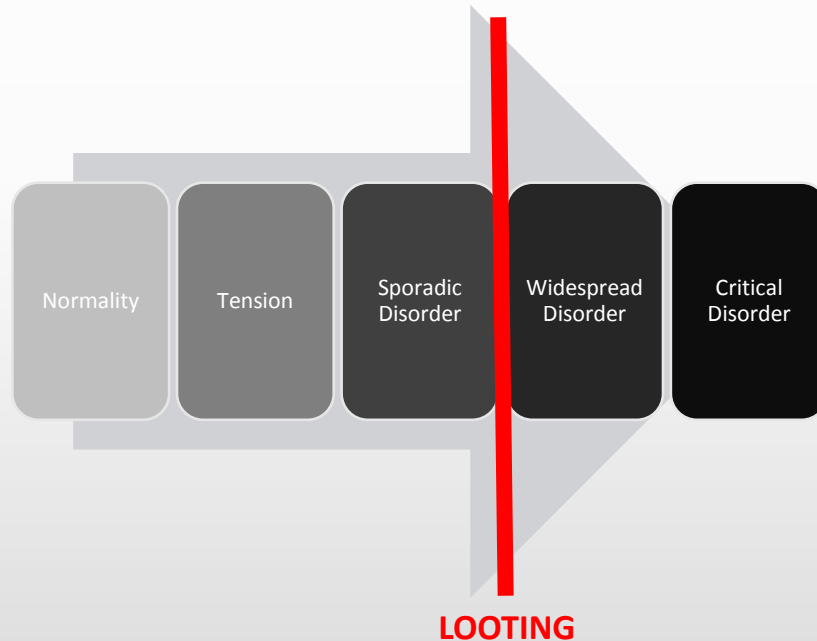 Normality
Tension
Sporadic
Disorder
Widespread
Disorder
Critical
Disorder
LOOTING